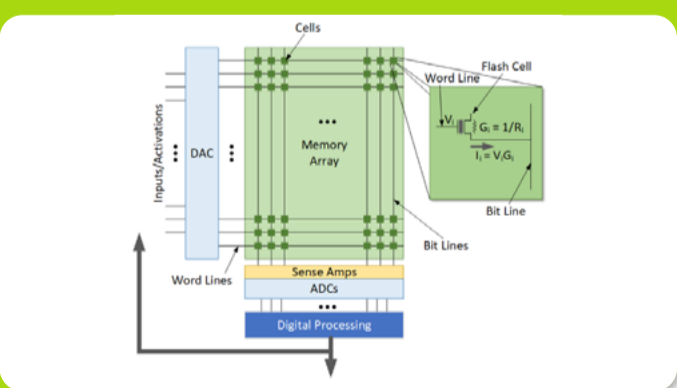 Cells
Flash Cell
Word Line
Vᵢ
Gᵢ = 1/Rᵢ
Iᵢ = VᵢGᵢ
Bit Line
Inputs/Activations
DAC
Memory
Array
Bit Lines
Word Lines
Sense Amps
ADCs
Digital Processing